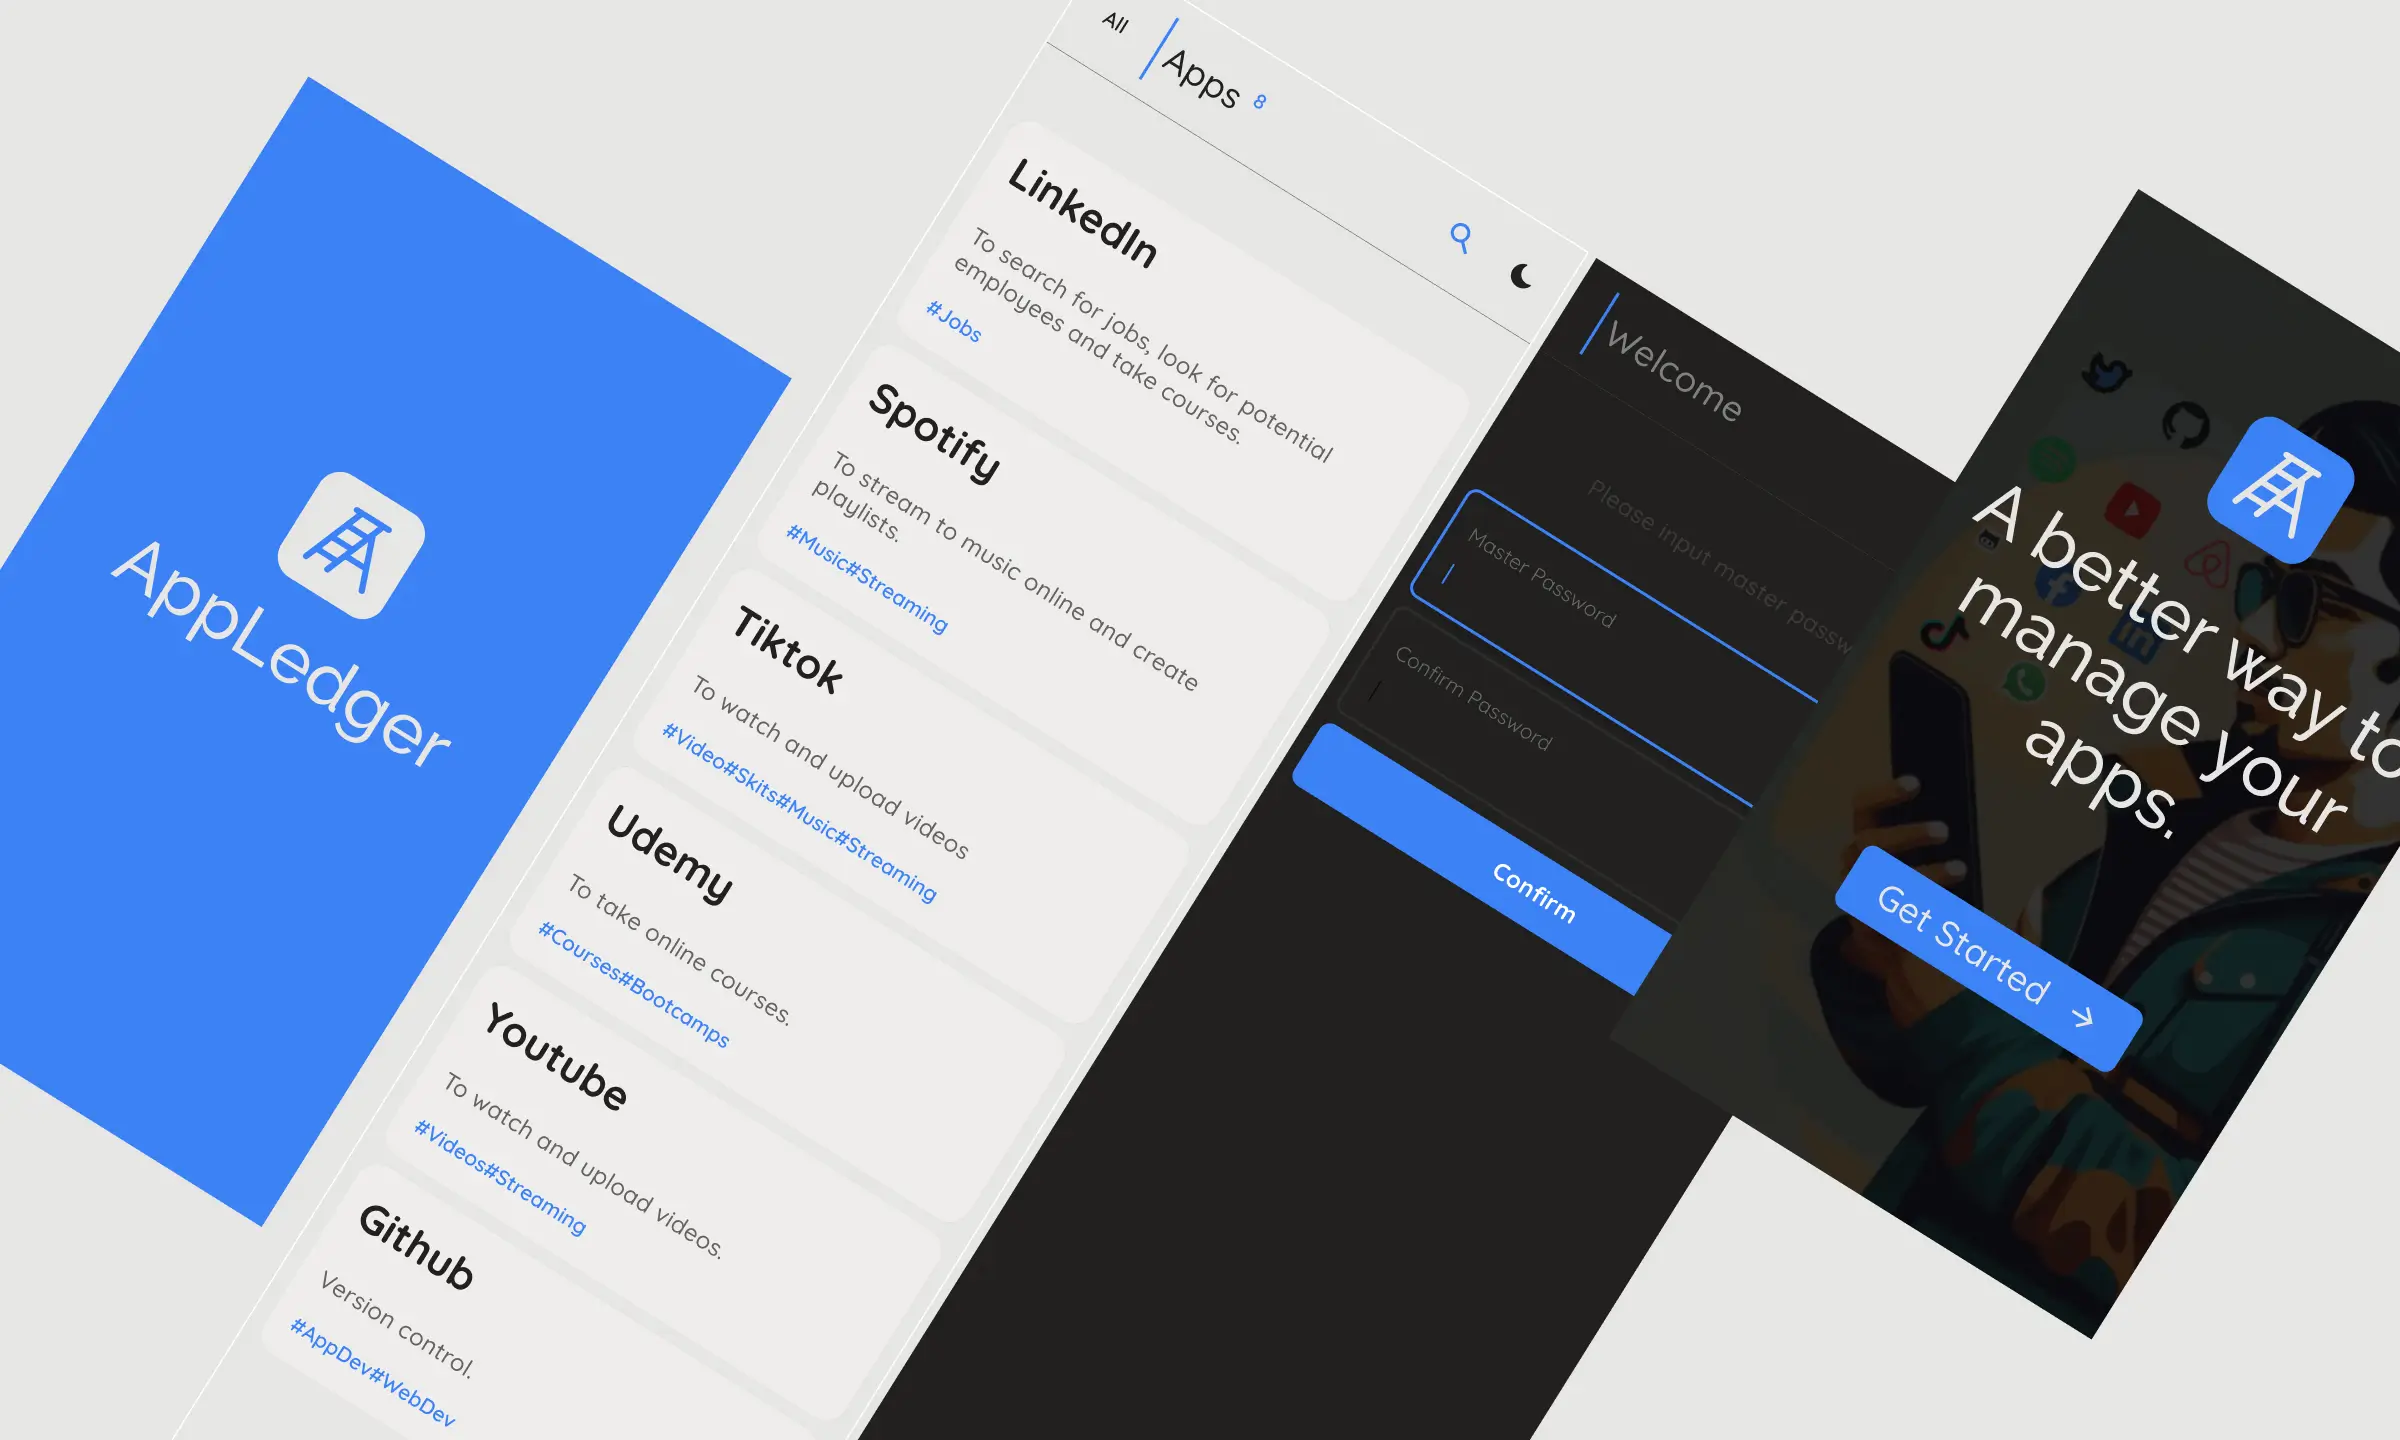 AppLedger
All
Apps 8
LinkedIn
To search for jobs, look for potential
employees and take courses.
#Jobs
Spotify
To stream to music online and create
playlists.
#Music#Streaming
Tiktok
To watch and upload videos
#Video#Skits#Music#Streaming
Udemy
To take online courses.
#Courses#Bootcamps
Youtube
To watch and upload videos.
#Videos#Streaming
Github
Version control.
#AppDev#WebDev
Welcome
Please input master passw
Master Password
Confirm Password
Confirm
A better way to
manage your
apps.
Get Started
in